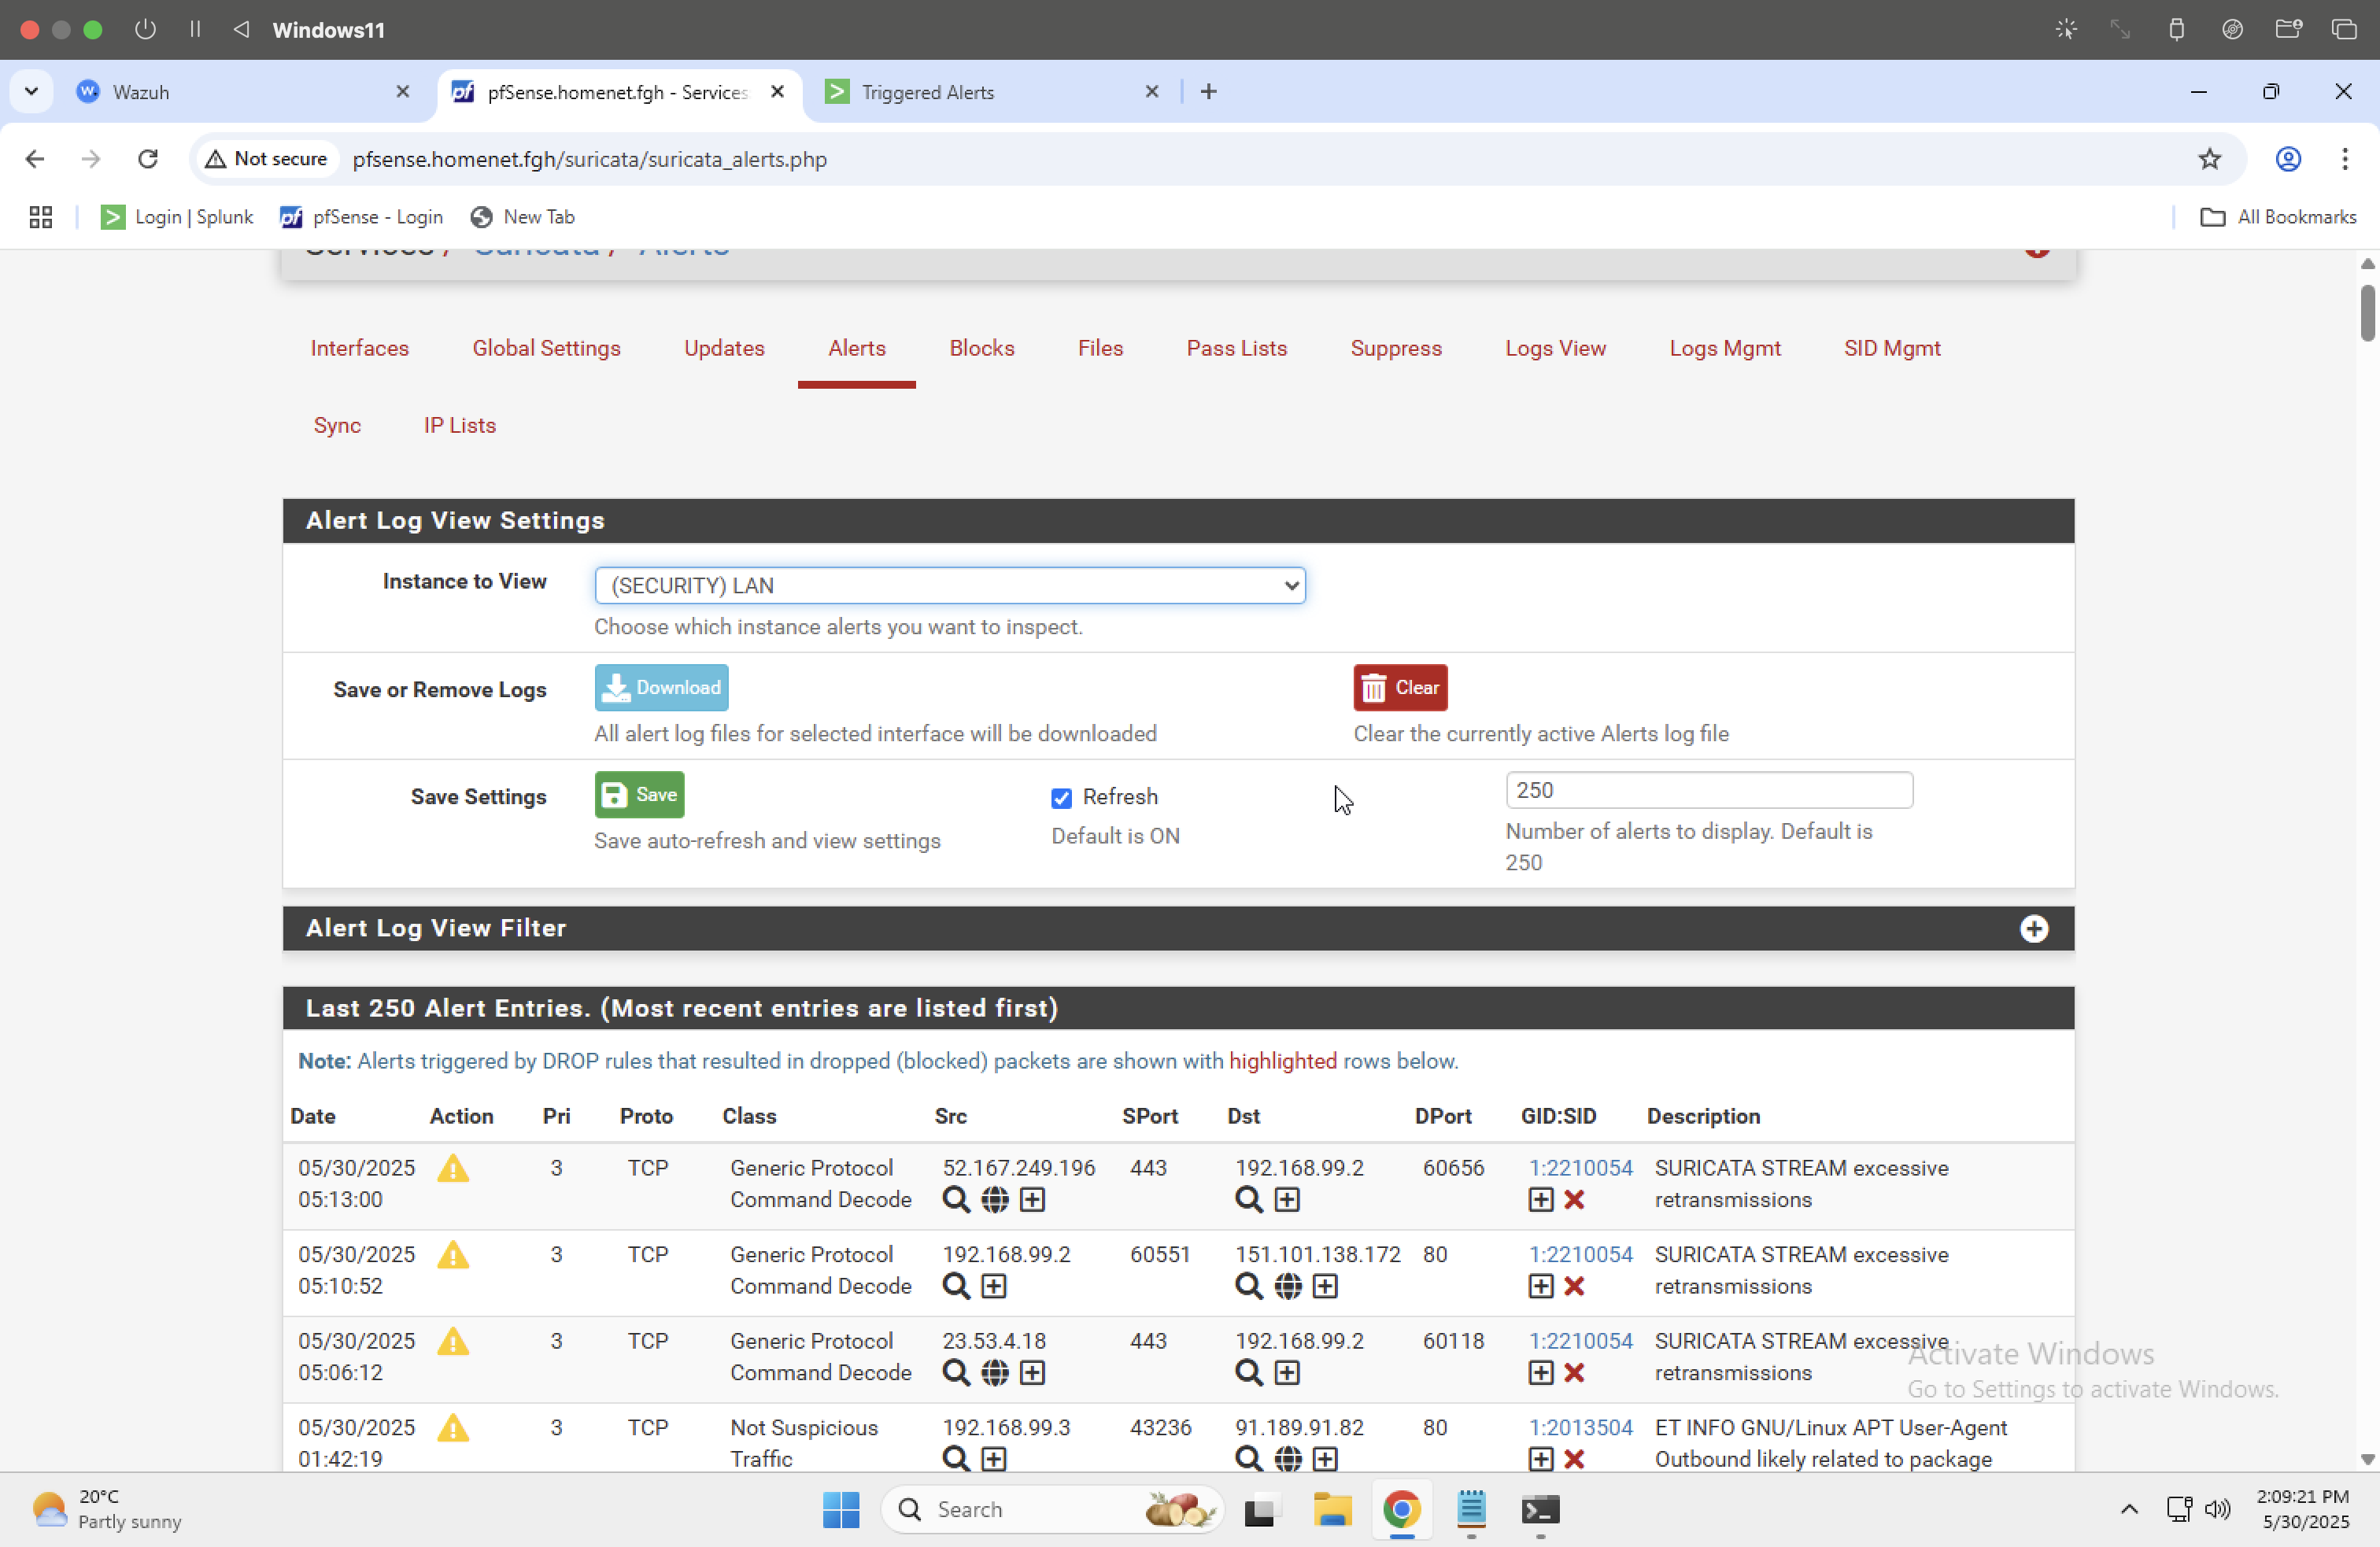 Windows11
Wazuh
pfSense.homenet.fgh - Services
Triggered Alerts
Not secure
pfsense.homenet.fgh/suricata/suricata_alerts.php
Login | Splunk
pfSense - Login
New Tab
All Bookmarks
Services / Suricata / Alerts
Interfaces
Global Settings
Updates
Alerts
Blocks
Files
Pass Lists
Suppress
Logs View
Logs Mgmt
SID Mgmt
Sync
IP Lists
Alert Log View Settings
Instance to View
(SECURITY) LAN
Choose which instance alerts you want to inspect.
Save or Remove Logs
Download
All alert log files for selected interface will be downloaded
Clear
Clear the currently active Alerts log file
Save Settings
Save
Save auto-refresh and view settings
Refresh
Default is ON
250
Number of alerts to display. Default is
250
Alert Log View Filter
Last 250 Alert Entries. (Most recent entries are listed first)
Note: Alerts triggered by DROP rules that resulted in dropped (blocked) packets are shown with highlighted rows below.
Date Action Pri Proto Class Src SPort Dst DPort GID:SID Description
05/30/2025 3 TCP Generic Protocol 52.167.249.196 443 192.168.99.2 60656 1:2210054 SURICATA STREAM excessive
05:13:00 Command Decode retransmissions
05/30/2025 3 TCP Generic Protocol 192.168.99.2 60551 151.101.138.172 80 1:2210054 SURICATA STREAM excessive
05:10:52 Command Decode retransmissions
05/30/2025 3 TCP Generic Protocol 23.53.4.18 443 192.168.99.2 60118 1:2210054 SURICATA STREAM excessive
05:06:12 Command Decode retransmissions
05/30/2025 3 TCP Not Suspicious 192.168.99.3 43236 91.189.91.82 80 1:2013504 ET INFO GNU/Linux APT User-Agent
01:42:19 Traffic Outbound likely related to package
Activate Windows
Go to Settings to activate Windows.
20°C
Partly sunny
Search
2:09:21 PM
5/30/2025